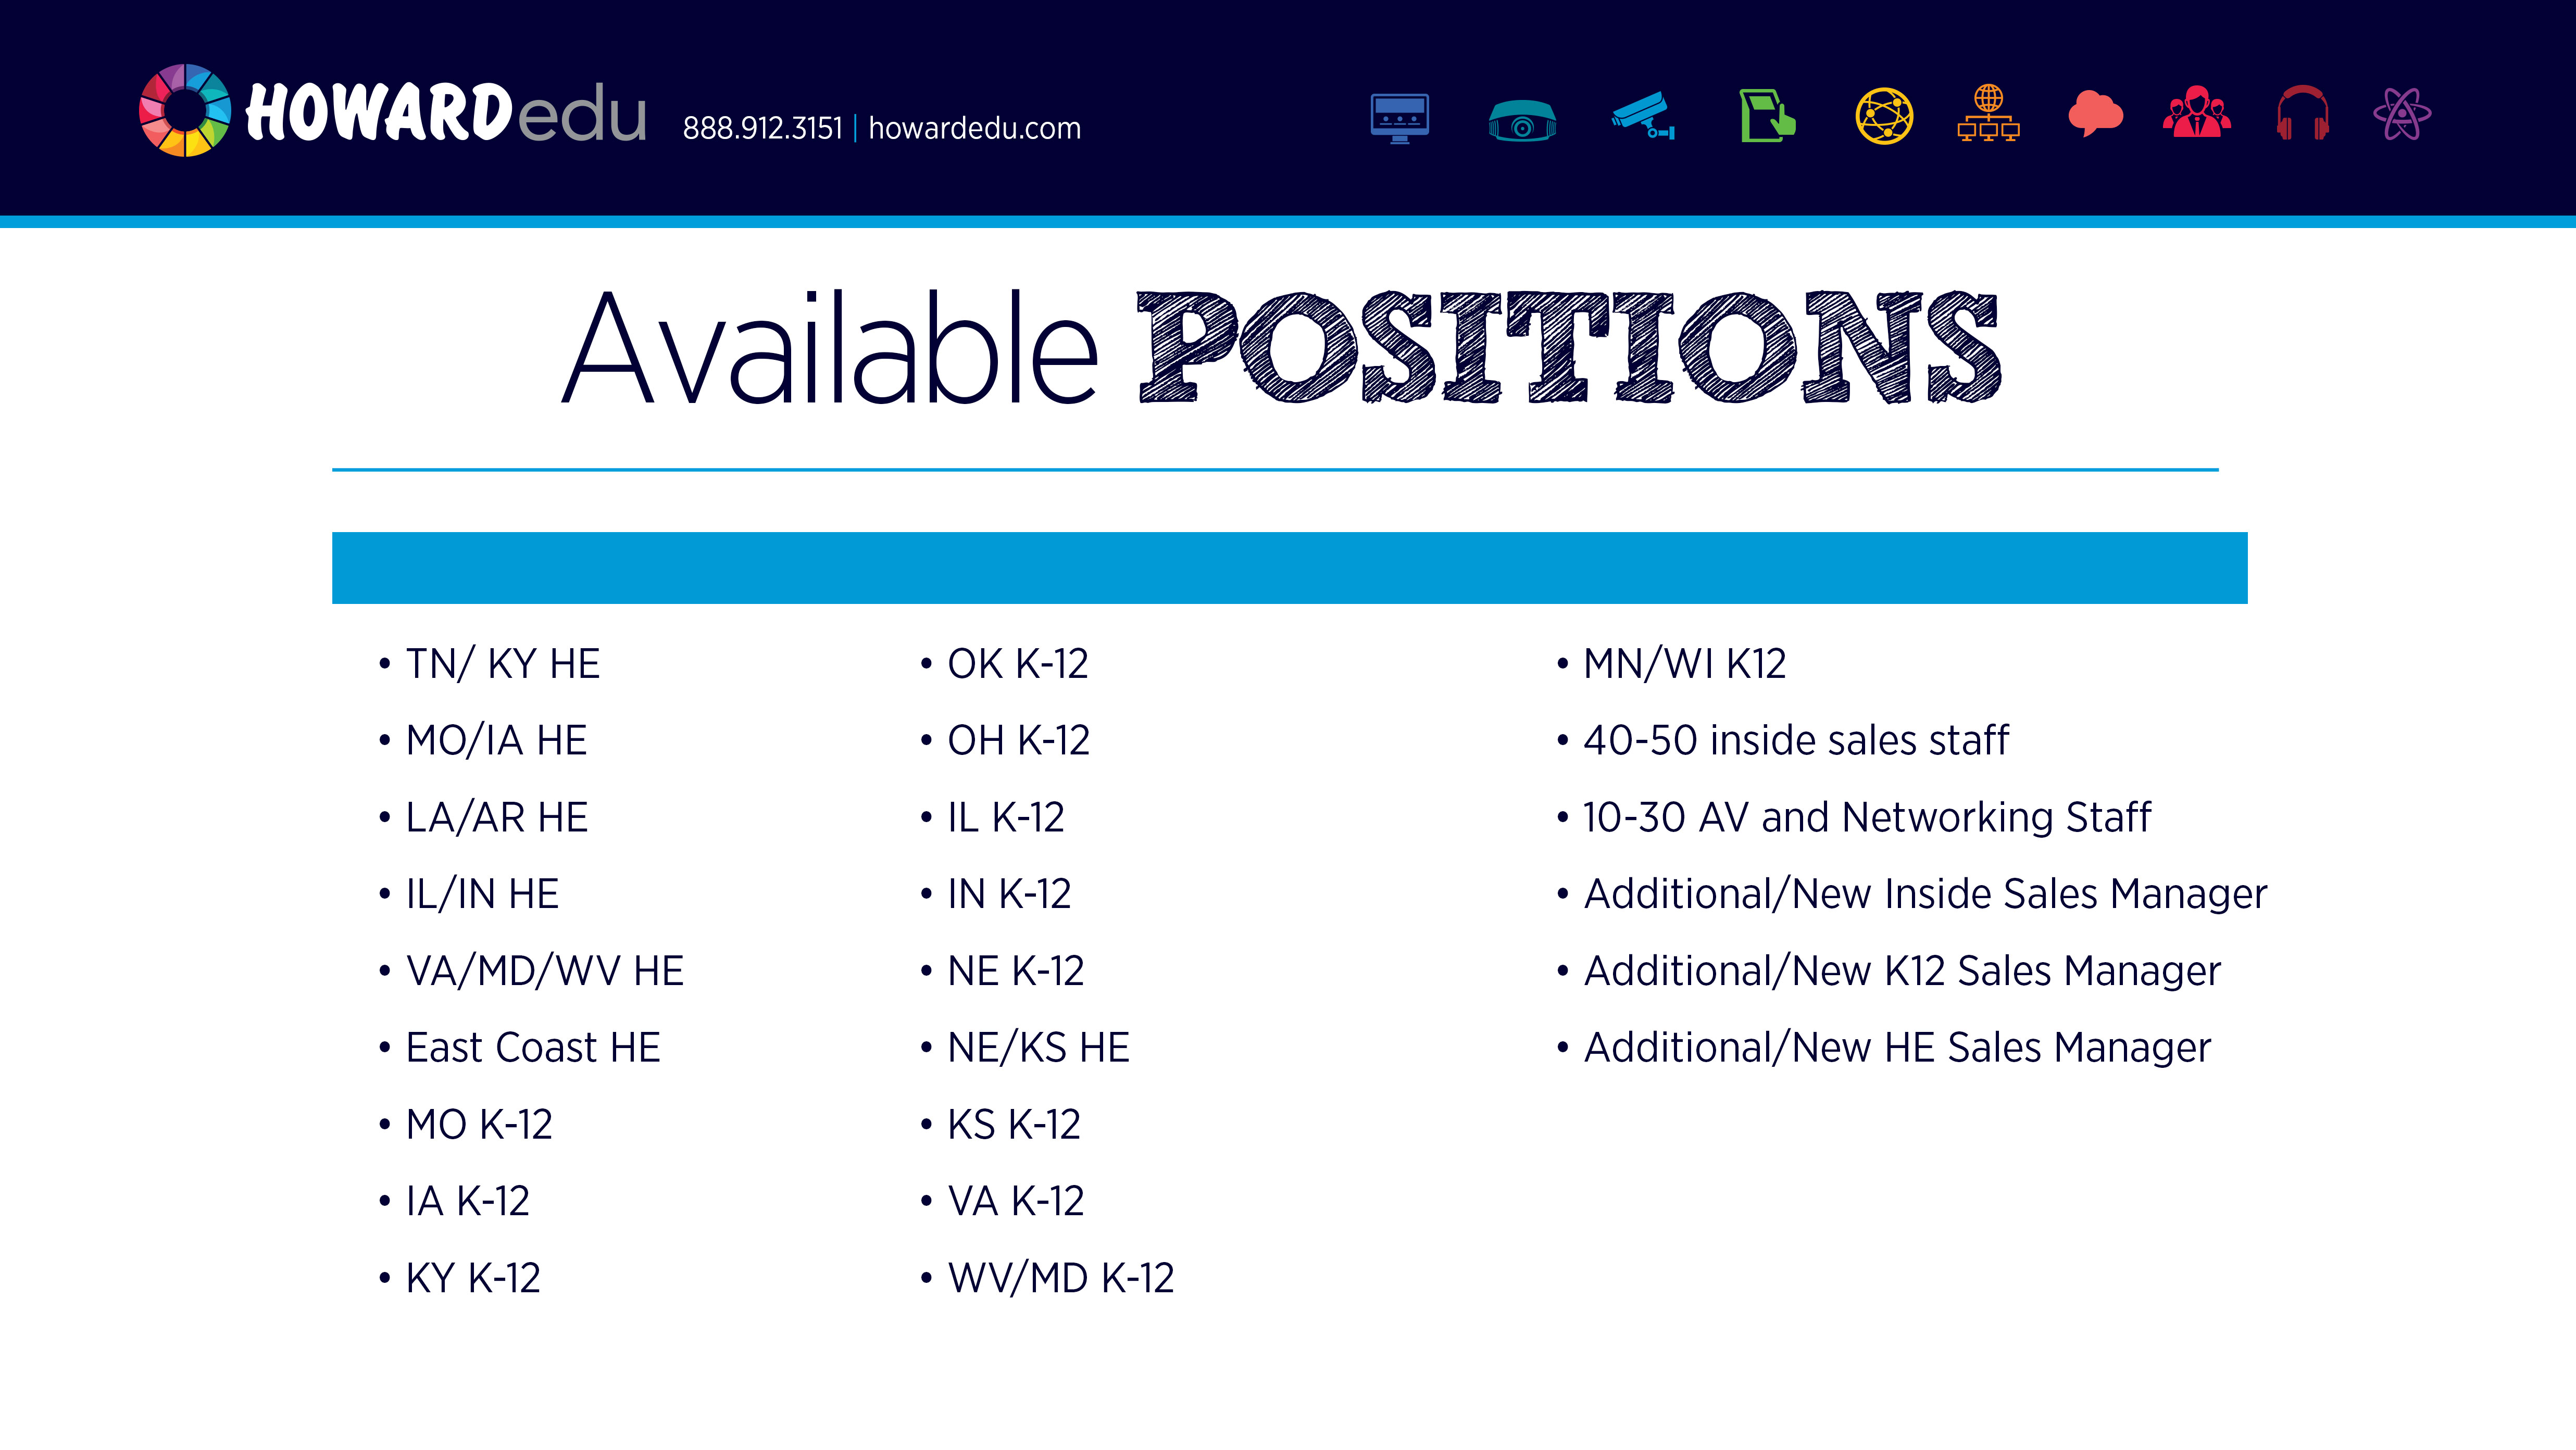 HOWARD edu 888.912.3151 | howardedu.com
Available POSITIONS
• TN/ KY HE
• MO/IA HE
• LA/AR HE
• IL/IN HE
• VA/MD/WV HE
• East Coast HE
• MO K-12
• IA K-12
• KY K-12
• OK K-12
• OH K-12
• IL K-12
• IN K-12
• NE K-12
• NE/KS HE
• KS K-12
• VA K-12
• WV/MD K-12
• MN/WI K12
• 40-50 inside sales staff
• 10-30 AV and Networking Staff
• Additional/New Inside Sales Manager
• Additional/New K12 Sales Manager
• Additional/New HE Sales Manager